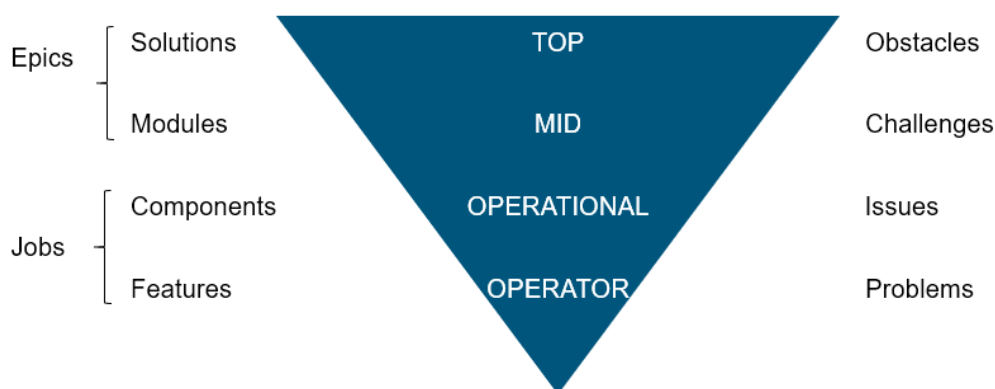 Solutions TOP Obstacles
Epics
Modules MID Challenges
Components OPERATIONAL Issues
Jobs
Features OPERATOR Problems